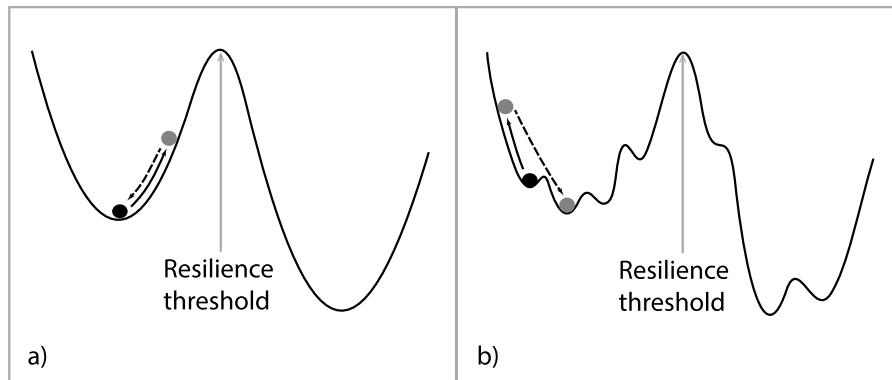 Resilience
threshold
a)
Resilience
threshold
b)